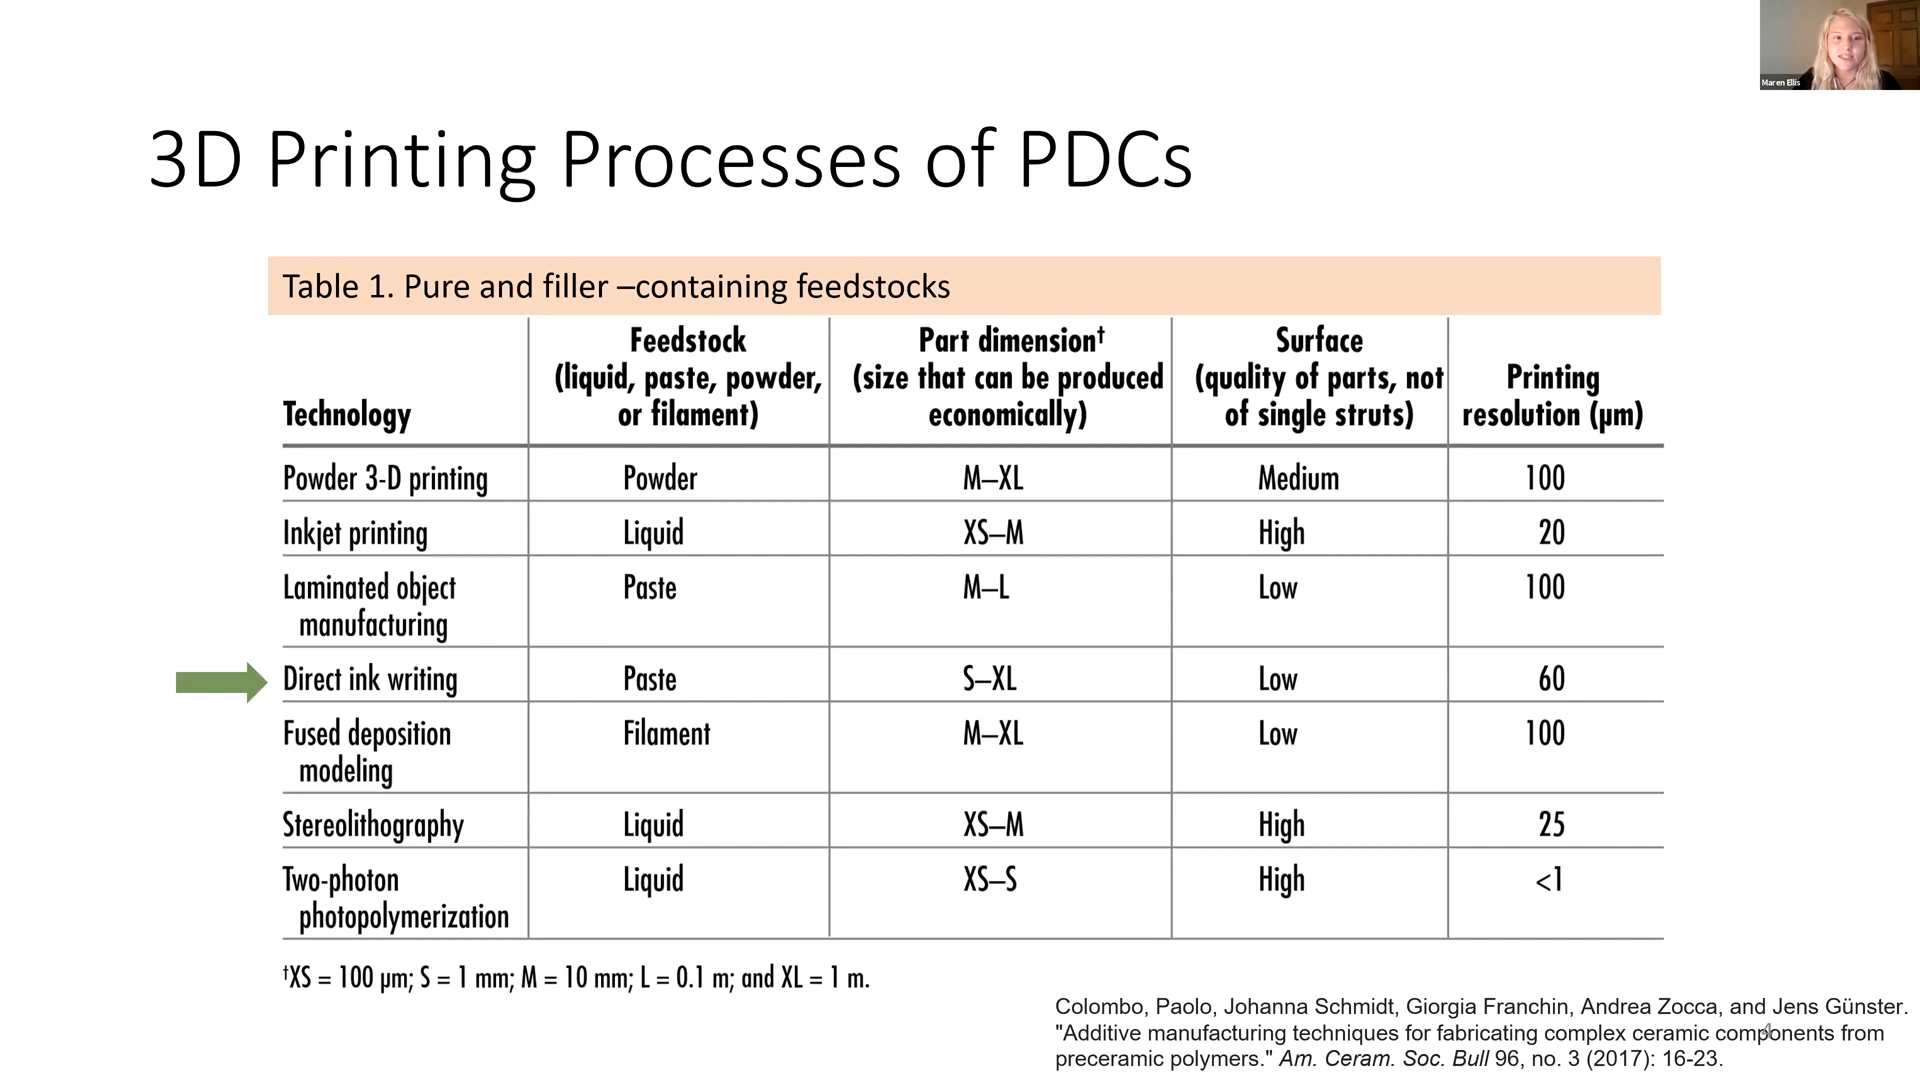 Maren Ellis
3D Printing Processes of PDCs
Table 1. Pure and filler –containing feedstocks
Technology
Feedstock
(liquid, paste, powder,
or filament)
Part dimension†
(size that can be produced
economically)
Surface
(quality of parts, not
of single struts)
Printing
resolution (µm)
Powder 3-D printing Powder M–XL Medium 100
Inkjet printing Liquid XS–M High 20
Laminated object Paste M–L Low 100
manufacturing
Direct ink writing Paste S–XL Low 60
Fused deposition Filament M–XL Low 100
modeling
Stereolithography Liquid XS–M High 25
Two-photon Liquid XS–S High <1
photopolymerization
†XS = 100 µm; S = 1 mm; M = 10 mm; L = 0.1 m; and XL = 1 m.
Colombo, Paolo, Johanna Schmidt, Giorgia Franchin, Andrea Zocca, and Jens Günster.
"Additive manufacturing techniques for fabricating complex ceramic components from
preceramic polymers." Am. Ceram. Soc. Bull 96, no. 3 (2017): 16-23.
4